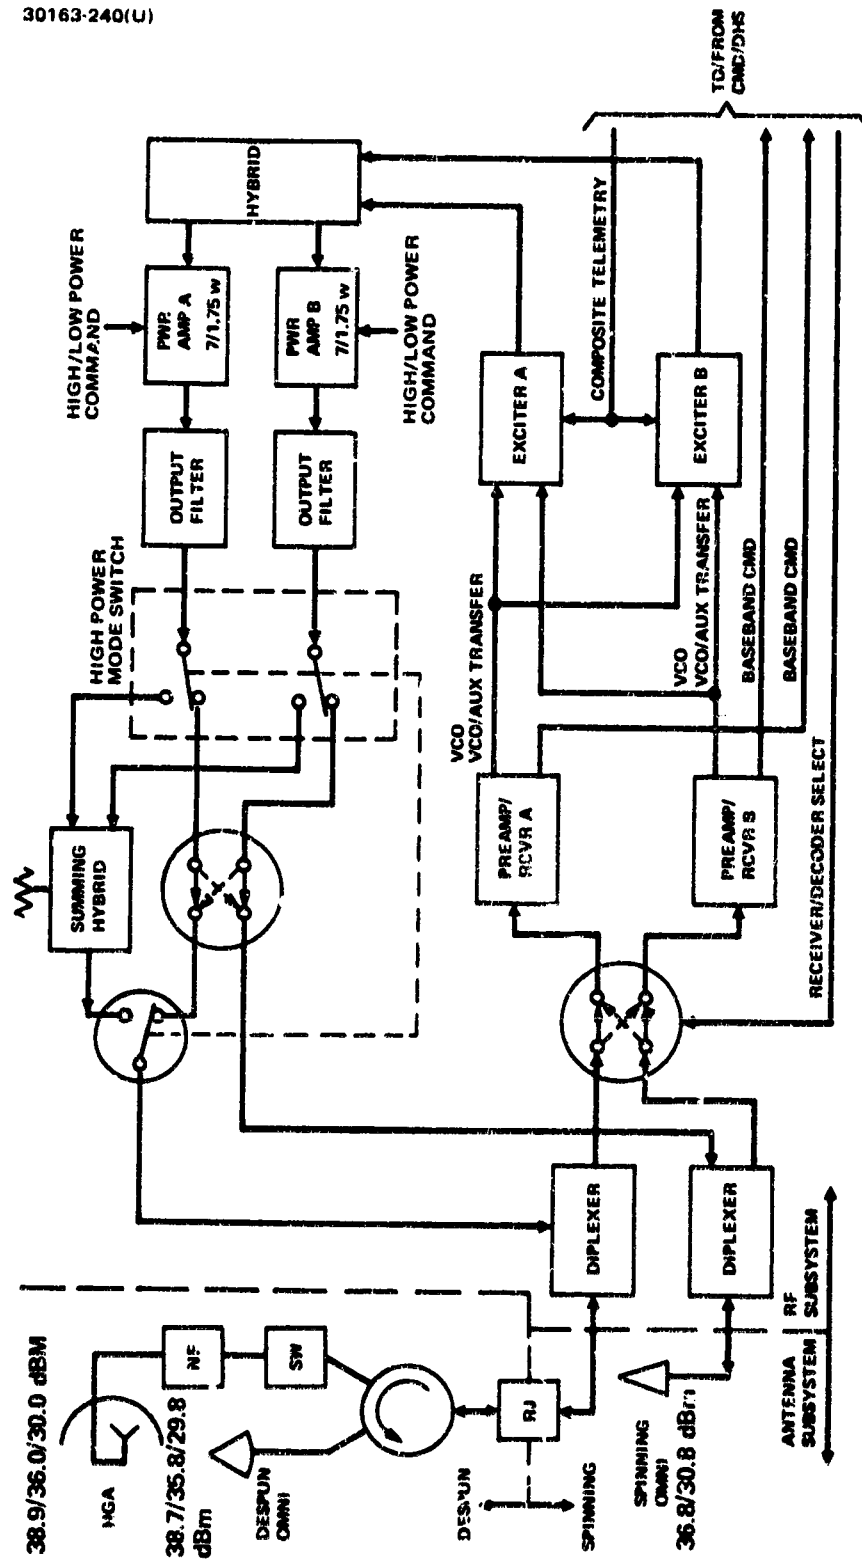 30163-240(U)
38.9/36.0/30.0 dBM
HGA
38.7/35.8/29.8
dBm
DESPUN
OMNI
NF
SW
RJ
DESPUN
SPINNING
SPINNING
OMNI
36.8/30.8 dBm
ANTENNA
SUBSYSTEM
RF
SUBSYSTEM
DIPLEXER
DIPLEXER
SUMMING
HYBRID
HIGH POWER
MODE SWITCH
OUTPUT
FILTER
OUTPUT
FILTER
HIGH/LOW POWER
COMMAND
PWR
AMP A
7/1.75 w
PWR
AMP B
7/1.75 w
HIGH/LOW POWER
COMMAND
HYBRID
PREAMP/
RCVR A
PREAMP/
RCVR B
VCO
VCO/AUX TRANSFER
VCO
VCO/AUX TRANSFER
EXCITER A
EXCITER B
COMPOSITE TELEMETRY
BASEBAND CMD
BASEBAND CMD
RECEIVER/DECODER SELECT
TO/FROM
CMD/DHS